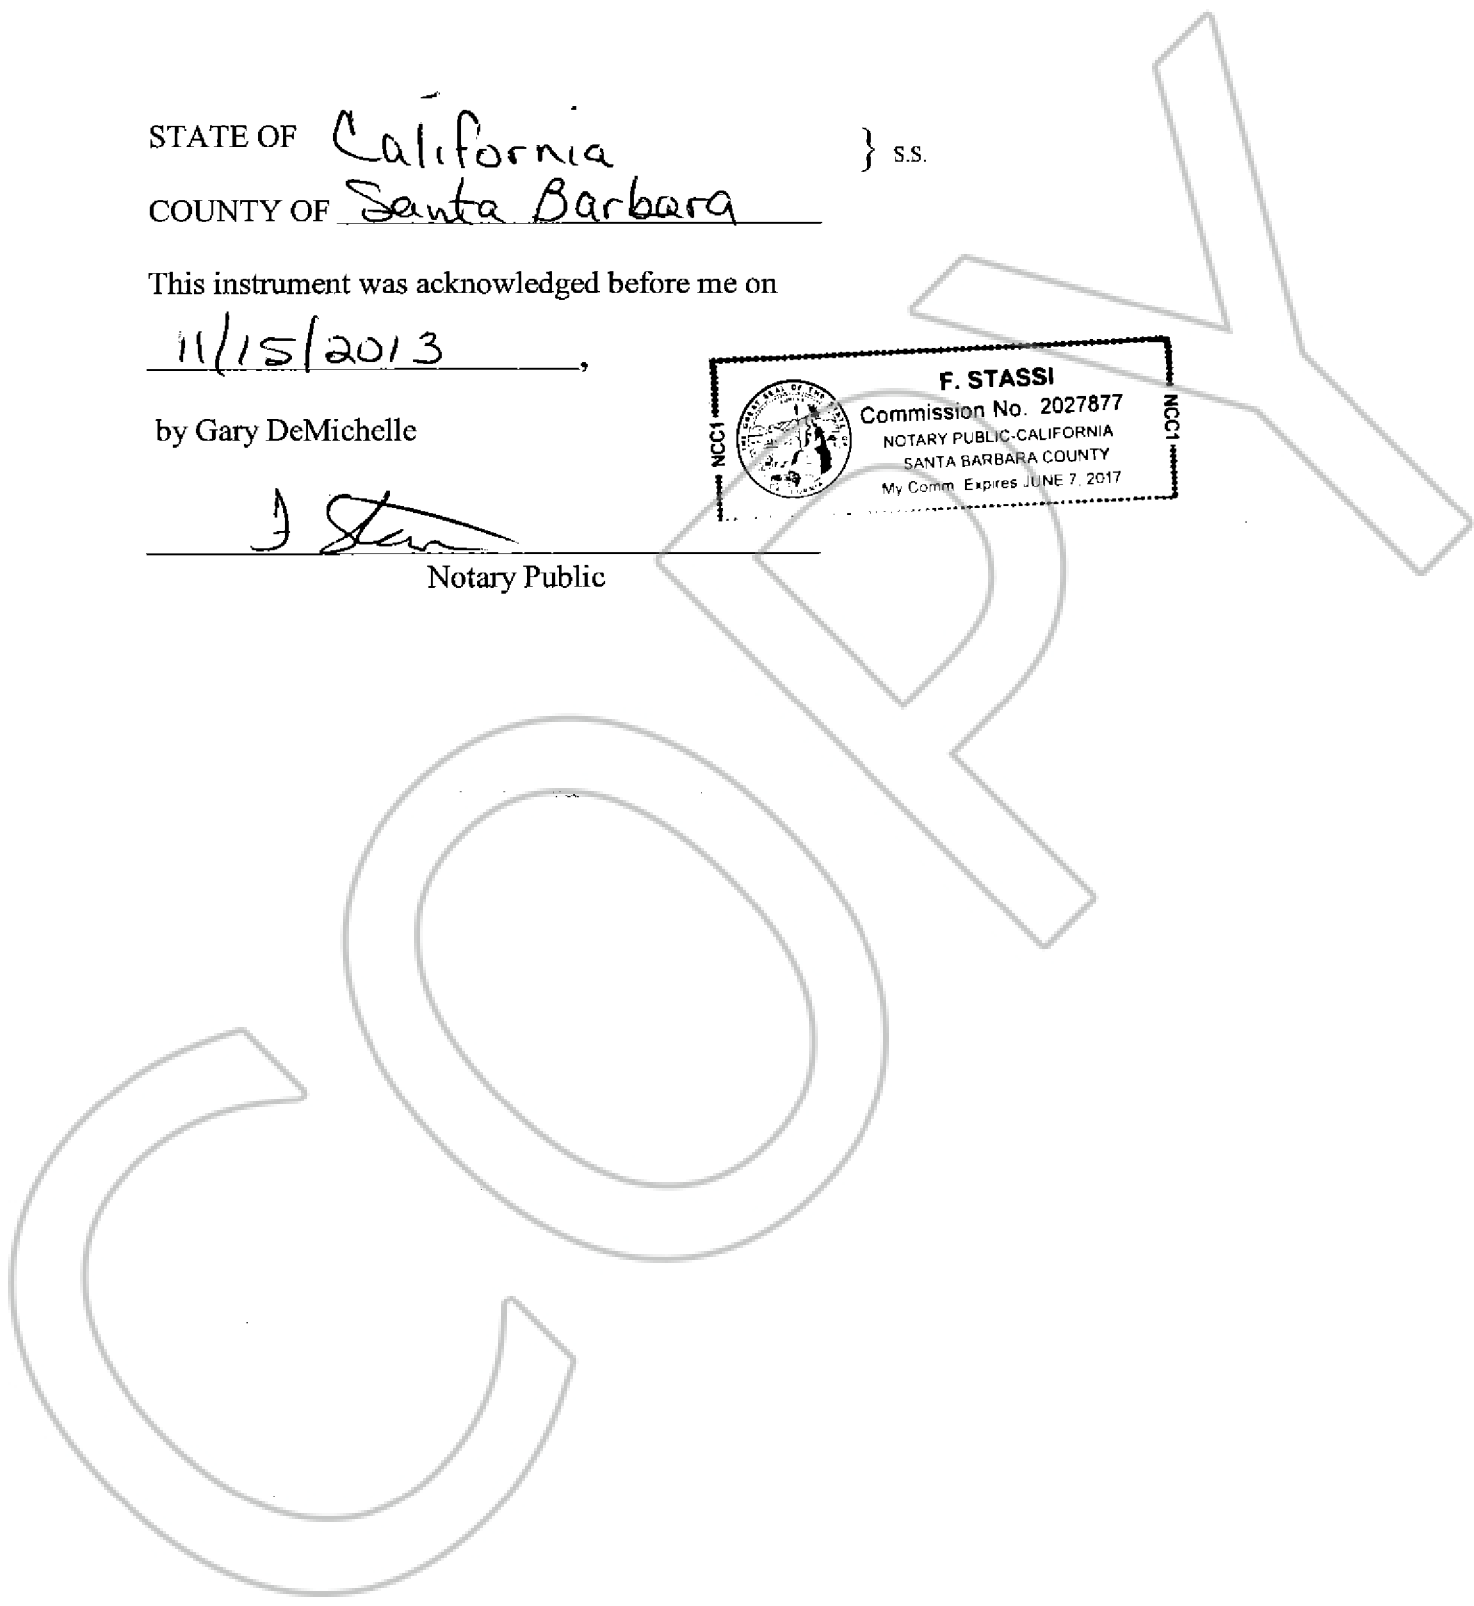 STATE OF California } s.s.
COUNTY OF Santa Barbara
This instrument was acknowledged before me on
11/15/2013,
by Gary DeMichelle
F. STASSI
Commission No. 2027877
NOTARY PUBLIC-CALIFORNIA
SANTA BARBARA COUNTY
My Comm. Expires JUNE 7, 2017
NCC1
NCC1
Notary Public
COPY